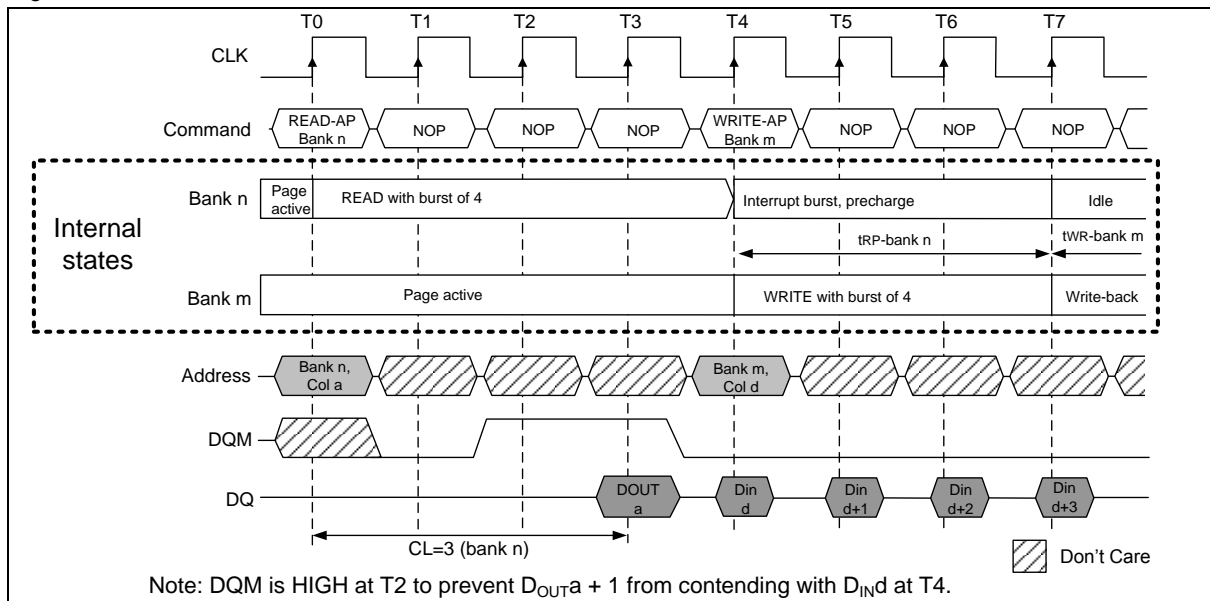 T0 T1 T2 T3 T4 T5 T6 T7
CLK
Command
READ-AP
Bank n
NOP
NOP
NOP
WRITE-AP
Bank m
NOP
NOP
NOP
Internal
states
Bank n
Page
active
READ with burst of 4
Interrupt burst, precharge
Idle
tRP-bank n
tWR-bank m
Bank m
Page active
WRITE with burst of 4
Write-back
Address
Bank n,
Col a
Bank m,
Col d
DQM
DQ
DOUT
a
Din
d
Din
d+1
Din
d+2
Din
d+3
CL=3 (bank n)
Don't Care
Note: DQM is HIGH at T2 to prevent DOUTa + 1 from contending with DINd at T4.